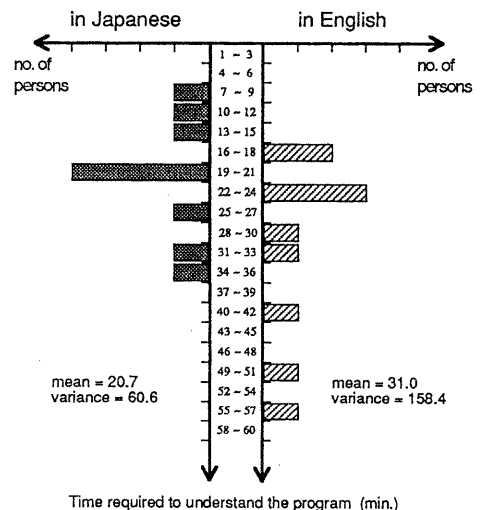 in Japanese
in English
no. of
persons
no. of
persons
1 ~ 3
4 ~ 6
7 ~ 9
10 ~ 12
13 ~ 15
16 ~ 18
19 ~ 21
22 ~ 24
25 ~ 27
28 ~ 30
31 ~ 33
34 ~ 36
37 ~ 39
40 ~ 42
43 ~ 45
46 ~ 48
49 ~ 51
52 ~ 54
55 ~ 57
58 ~ 60
mean = 20.7
variance = 60.6
mean = 31.0
variance = 158.4
Time required to understand the program (min.)